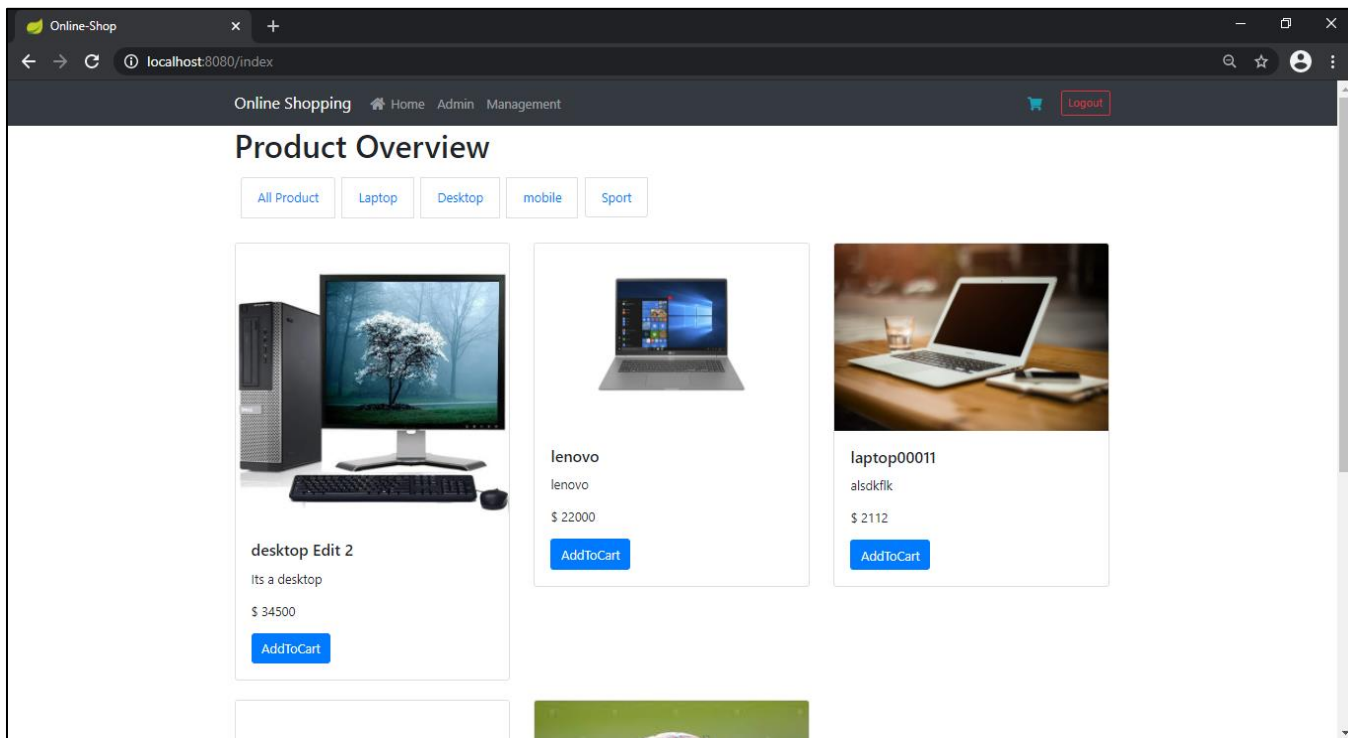 Online-Shop
localhost:8080/index
Online Shopping Home Admin Management Logout
Product Overview
All Product Laptop Desktop mobile Sport
desktop Edit 2
Its a desktop
$ 34500
AddToCart
lenovo
lenovo
$ 22000
AddToCart
laptop00011
alsdkflk
$ 2112
AddToCart